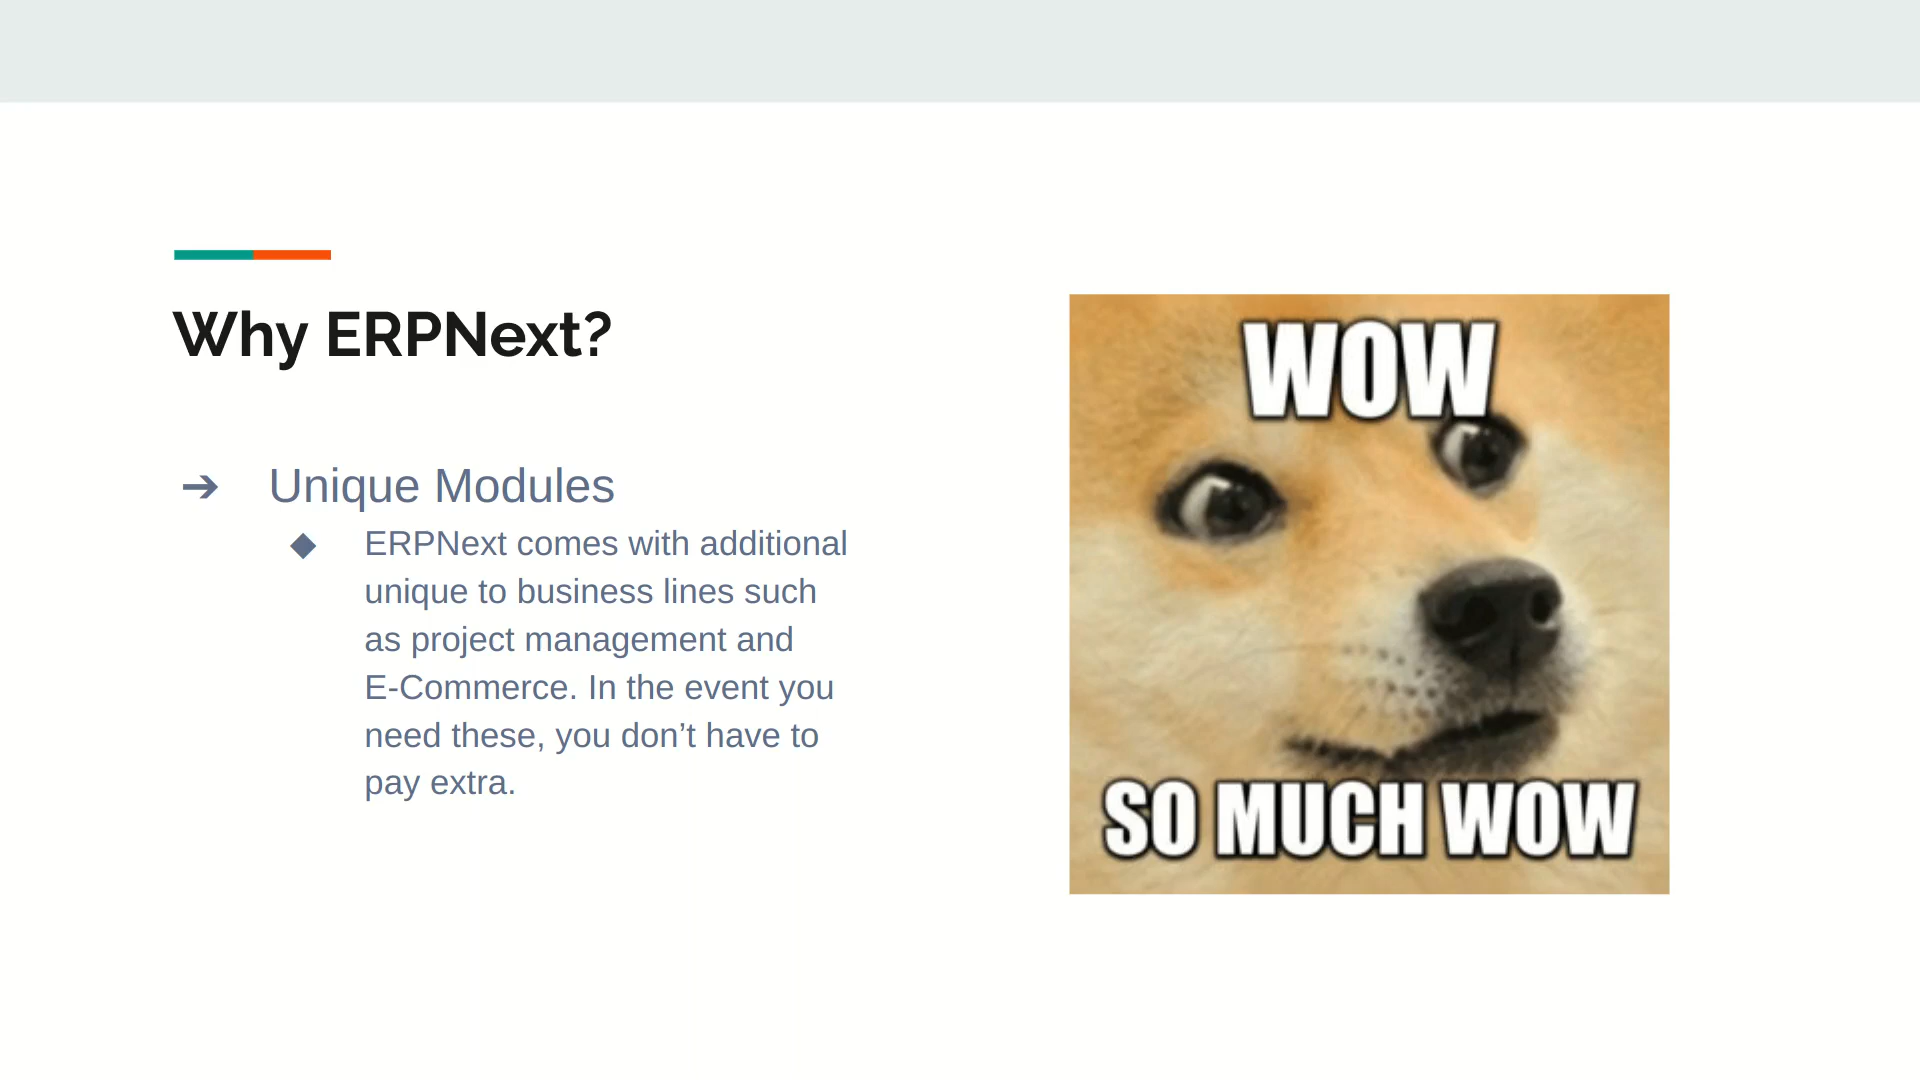 Why ERPNext?
➔ Unique Modules
◆ ERPNext comes with additional
unique to business lines such
as project management and
E-Commerce. In the event you
need these, you don’t have to
pay extra.
WOW
SO MUCH WOW